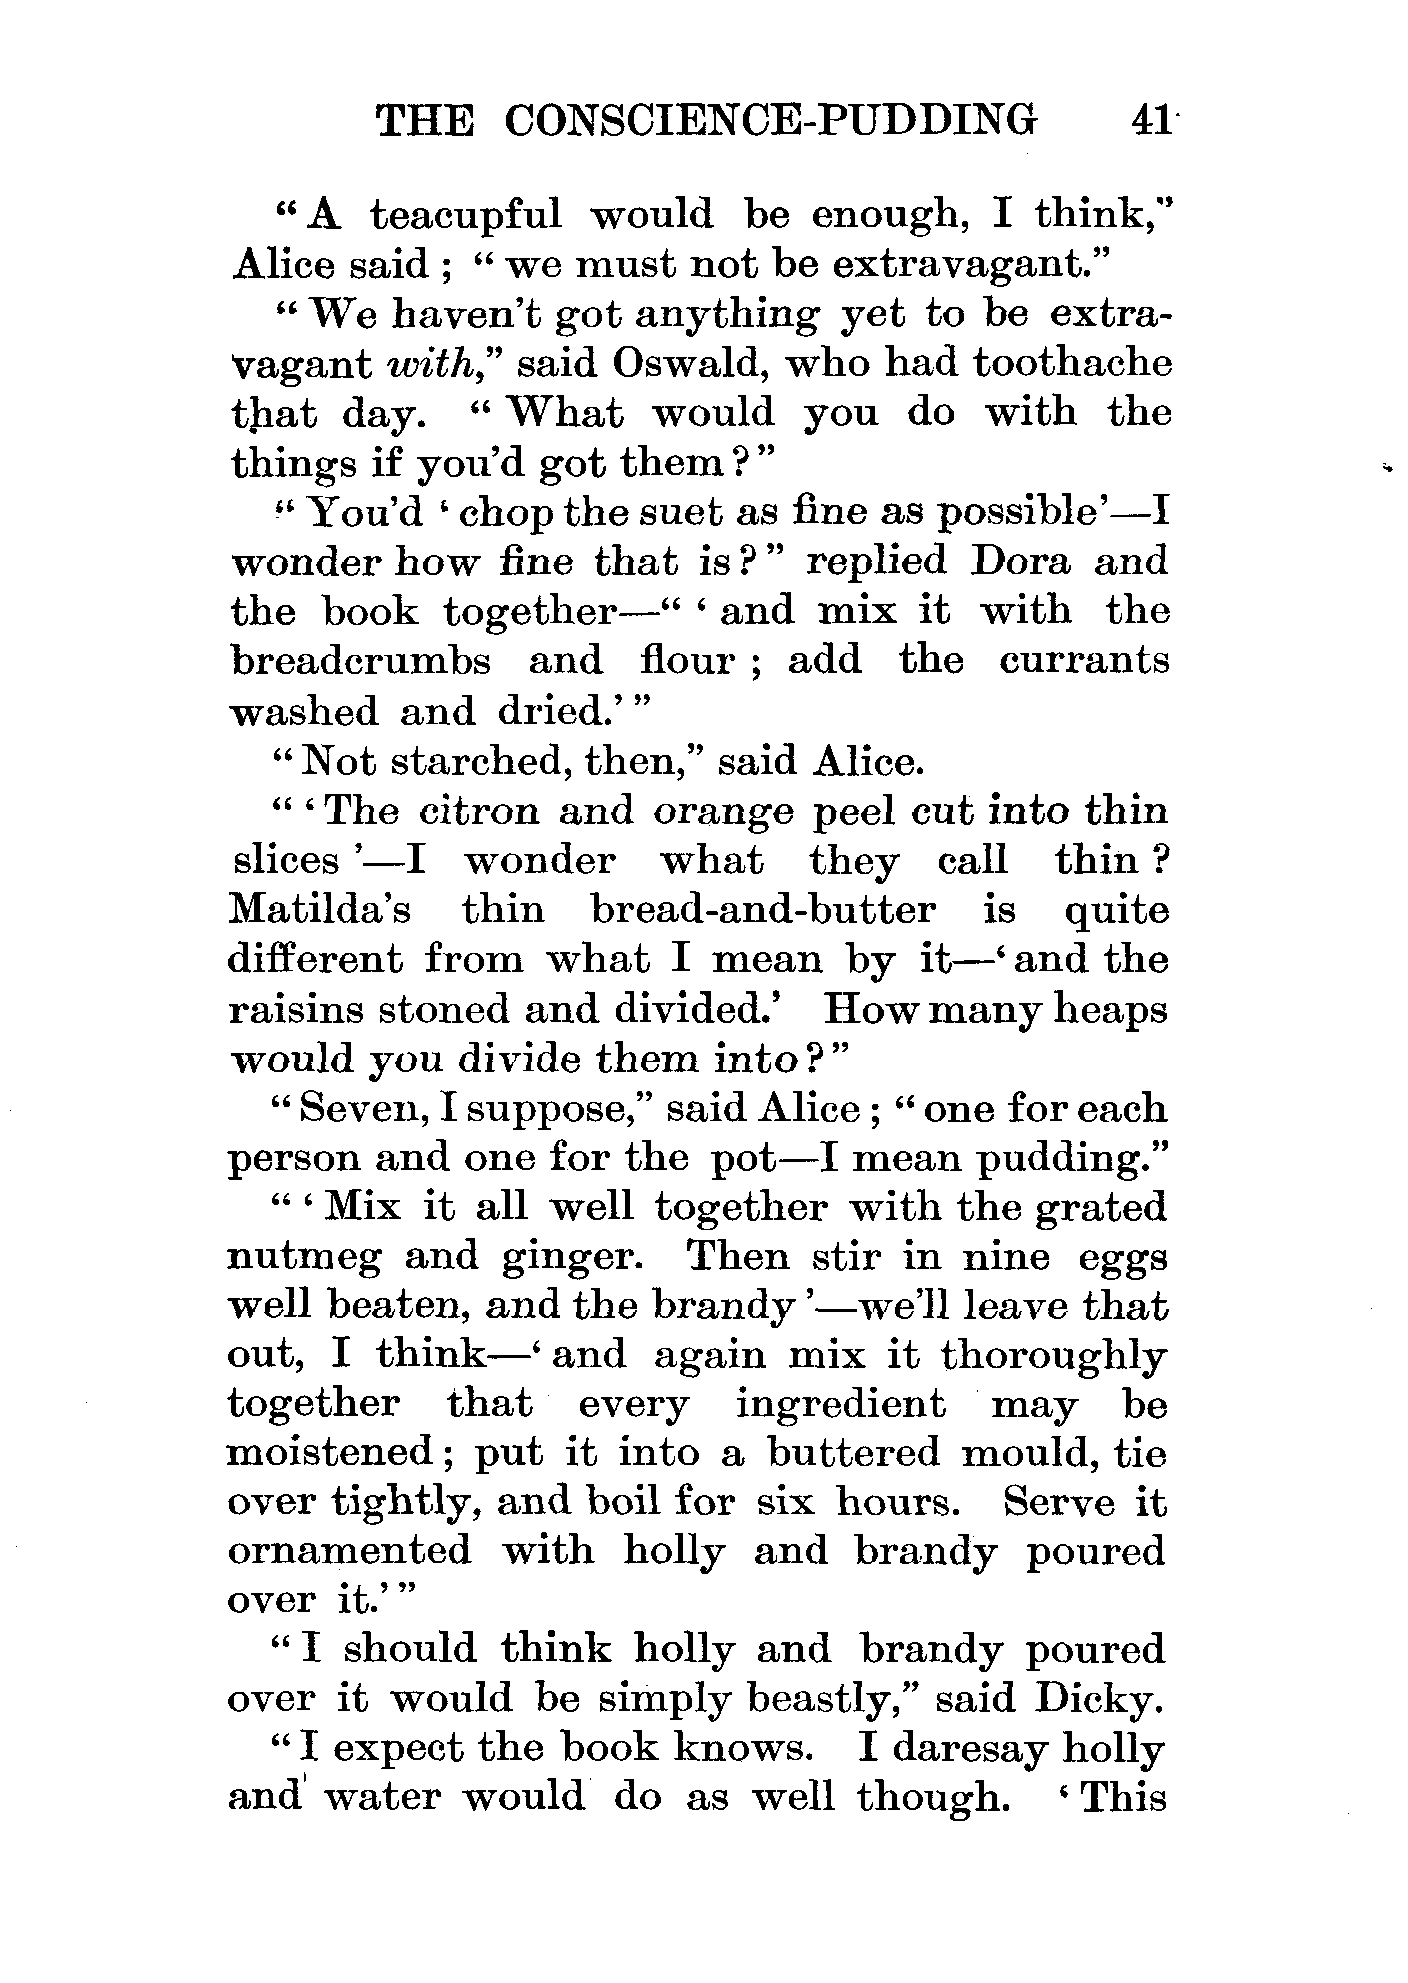 THE CONSCIENCE-PUDDING 41
“A teacupful would be enough, I think,”
Alice said ; “ we must not be extravagant.”
“ We haven’t got anything yet to be extra-
vagant with,” said Oswald, who had toothache
that day. “ What would you do with the
things if you’d got them ? ”
“ You’d ‘ chop the suet as fine as possible’—I
wonder how fine that is ? ” replied Dora and
the book together—“ ‘ and mix it with the
breadcrumbs and flour ; add the currants
washed and dried.’ ”
“ Not starched, then,” said Alice.
“ ‘ The citron and orange peel cut into thin
slices ’—I wonder what they call thin ?
Matilda’s thin bread-and-butter is quite
different from what I mean by it—‘ and the
raisins stoned and divided.’ How many heaps
would you divide them into ? ”
“ Seven, I suppose,” said Alice ; “ one for each
person and one for the pot—I mean pudding.”
“ ‘ Mix it all well together with the grated
nutmeg and ginger. Then stir in nine eggs
well beaten, and the brandy ’—we’ll leave that
out, I think—‘ and again mix it thoroughly
together that every ingredient may be
moistened ; put it into a buttered mould, tie
over tightly, and boil for six hours. Serve it
ornamented with holly and brandy poured
over it.’ ”
“ I should think holly and brandy poured
over it would be simply beastly,” said Dicky.
“ I expect the book knows. I daresay holly
and water would do as well though. ‘ This